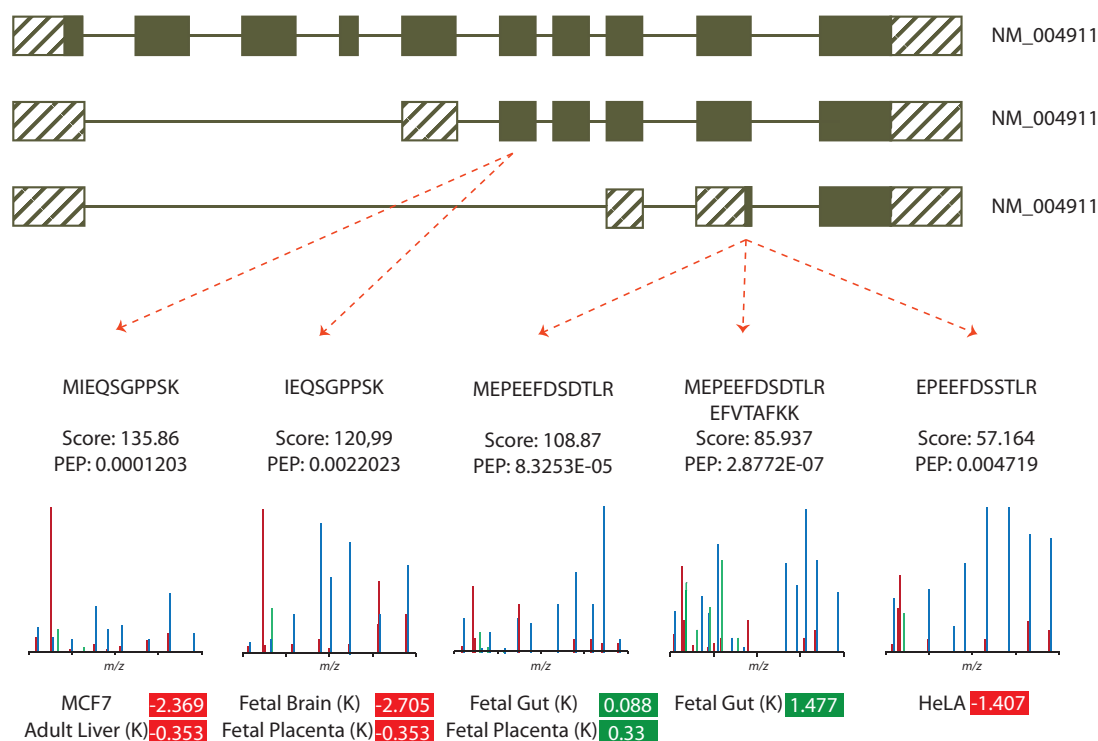 NM_004911
NM_004911
NM_004911
MIEQSGPPSK
Score: 135.86
PEP: 0.0001203
IEQSGPPSK
Score: 120,99
PEP: 0.0022023
MEPEEFDSDTLR
Score: 108.87
PEP: 8.3253E-05
MEPEEFDSDTLR
EFVTAFKK
Score: 85.937
PEP: 2.8772E-07
EPEEFDSSTLR
Score: 57.164
PEP: 0.004719
m/z
m/z
m/z
m/z
m/z
MCF7 -2.369
Adult Liver (K) -0.353
Fetal Brain (K) -2.705
Fetal Placenta (K) -0.353
Fetal Gut (K) 0.088
Fetal Placenta (K) 0.33
Fetal Gut (K) 1.477
HeLA -1.407